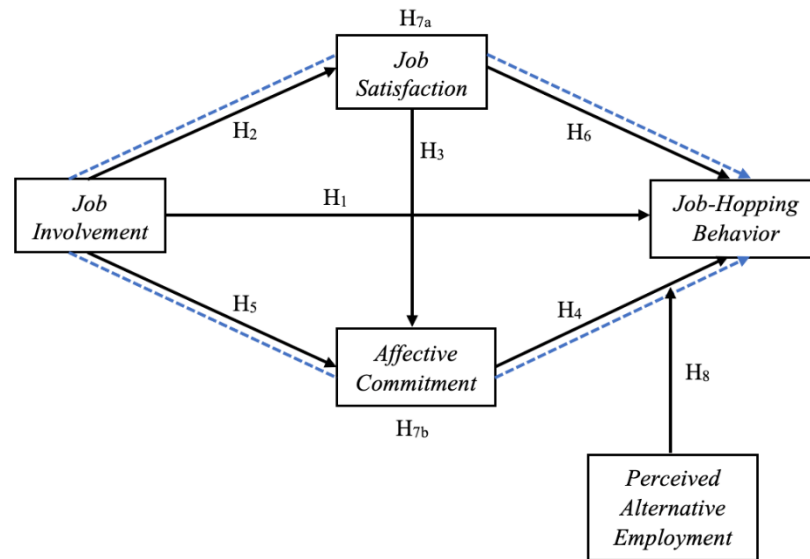 H7a
Job
Satisfaction
H2
H6
H3
Job
Involvement
H1
Job-Hopping
Behavior
H5
H4
Affective
Commitment
H8
H7b
Perceived
Alternative
Employment